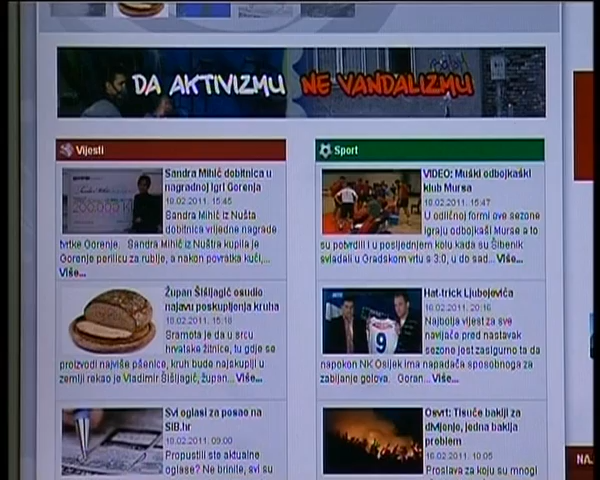 DA AKTIVIZMU NE VANDALIZMU
Vijesti
Sandra Mihić dobitnica u
nagradnoj igri Gorenja
18.02.2011. 15:45
Sandra Mihić iz Nušta
dobitnica vrijedne nagrade
tvrtke Gorenje. Sandra Mihić iz Nuštra kupila je
Gorenje perilicu za rublje, a nakon povratka kući,...
Više...
Župan Šišljagić osudio
najavu poskupljenja kruha
18.02.2011. 15:18
Sramota je da u srcu
hrvatske žitnice, tu gdje se
proizvodi najviše pšenice, kruh bude najskuplji u
zemlji rekao je Vladimir Šišljagić, župan... Više...
Svi oglasi za posao na
SIB.hr
18.02.2011. 09:00
Propustili ste aktualne
oglase? Ne brinite, svi su
Sport
VIDEO: Muški odbojkaški
klub Mursa
18.02.2011. 15:47
U odličnoj formi ove sezone
igraju odbojkaši Murse a to
su potvrdili i u posljednjem kolu kada su Šibenik
svladali u Gradskom vrtu s 3:0, u do sad... Više...
Hat-trick Ljubojevića
16.02.2011. 20:16
Najbolja vijest za sve
navijače pred nastavak
sezone jest zasigurno ta da
napokon NK Osijek ima napadača sposobnoga za
zabijanje golova. Goran... Više...
Osvrt: Tisuće baklji za
divljenje, jedna baklja
problem
16.02.2011. 10:05
Proslava za koju su mnogi
NAJ